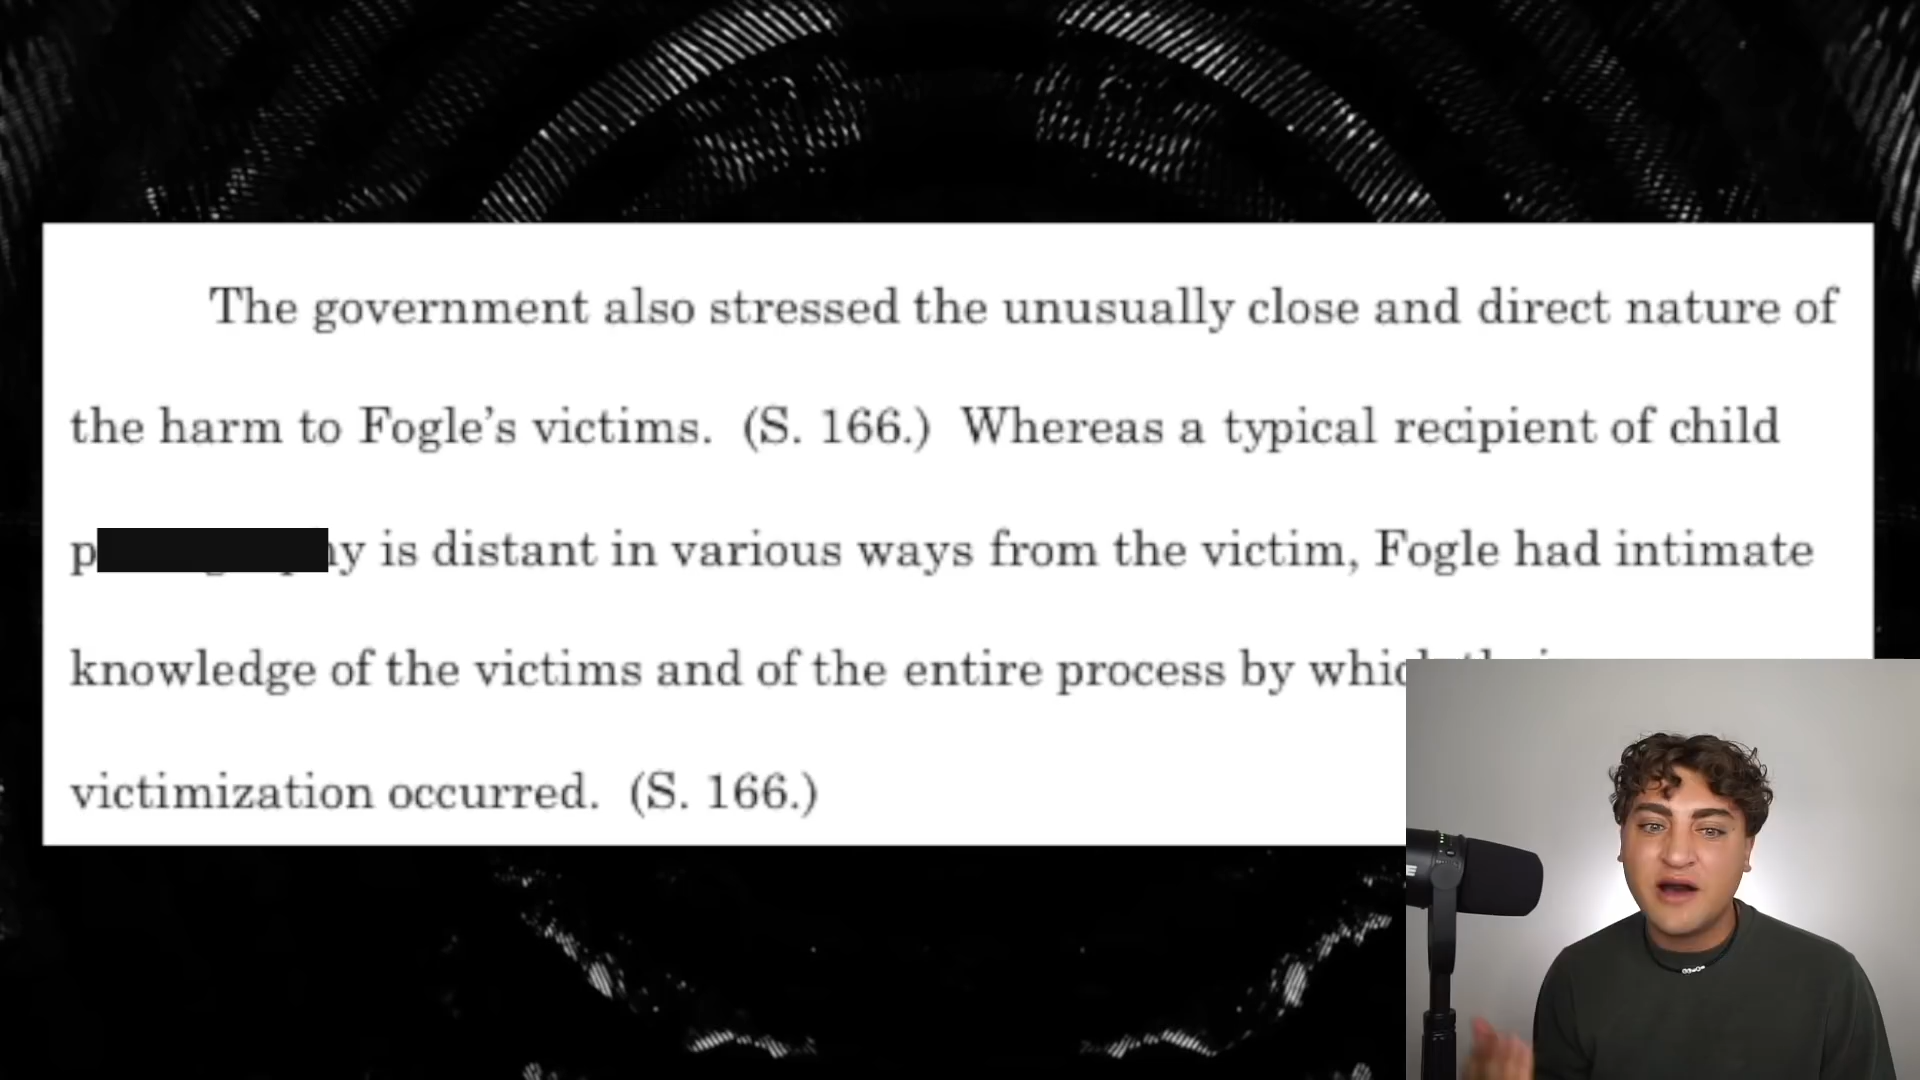 The government also stressed the unusually close and direct nature of
the harm to Fogle's victims. (S. 166.) Whereas a typical recipient of child
is distant in various ways from the victim, Fogle had intimate
knowledge of the victims and of the entire process by
victimization occurred. (S. 166.)